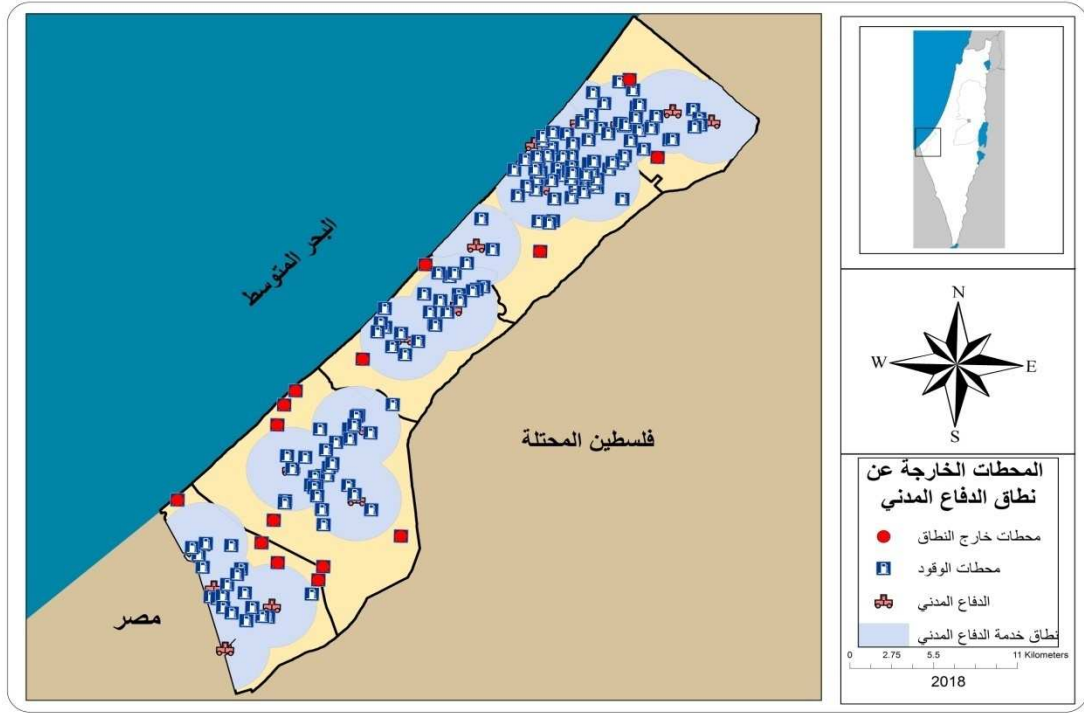 البحر المتوسط
فلسطين المحتلة
مصر
N
W
E
S
المحطات الخارجة عن
نطاق الدفاع المدني
محطات خارج النطاق
محطات الوقود
الدفاع المدني
نطاق خدمة الدفاع المدني
0 2.75 5.5 11 Kilometers
2018